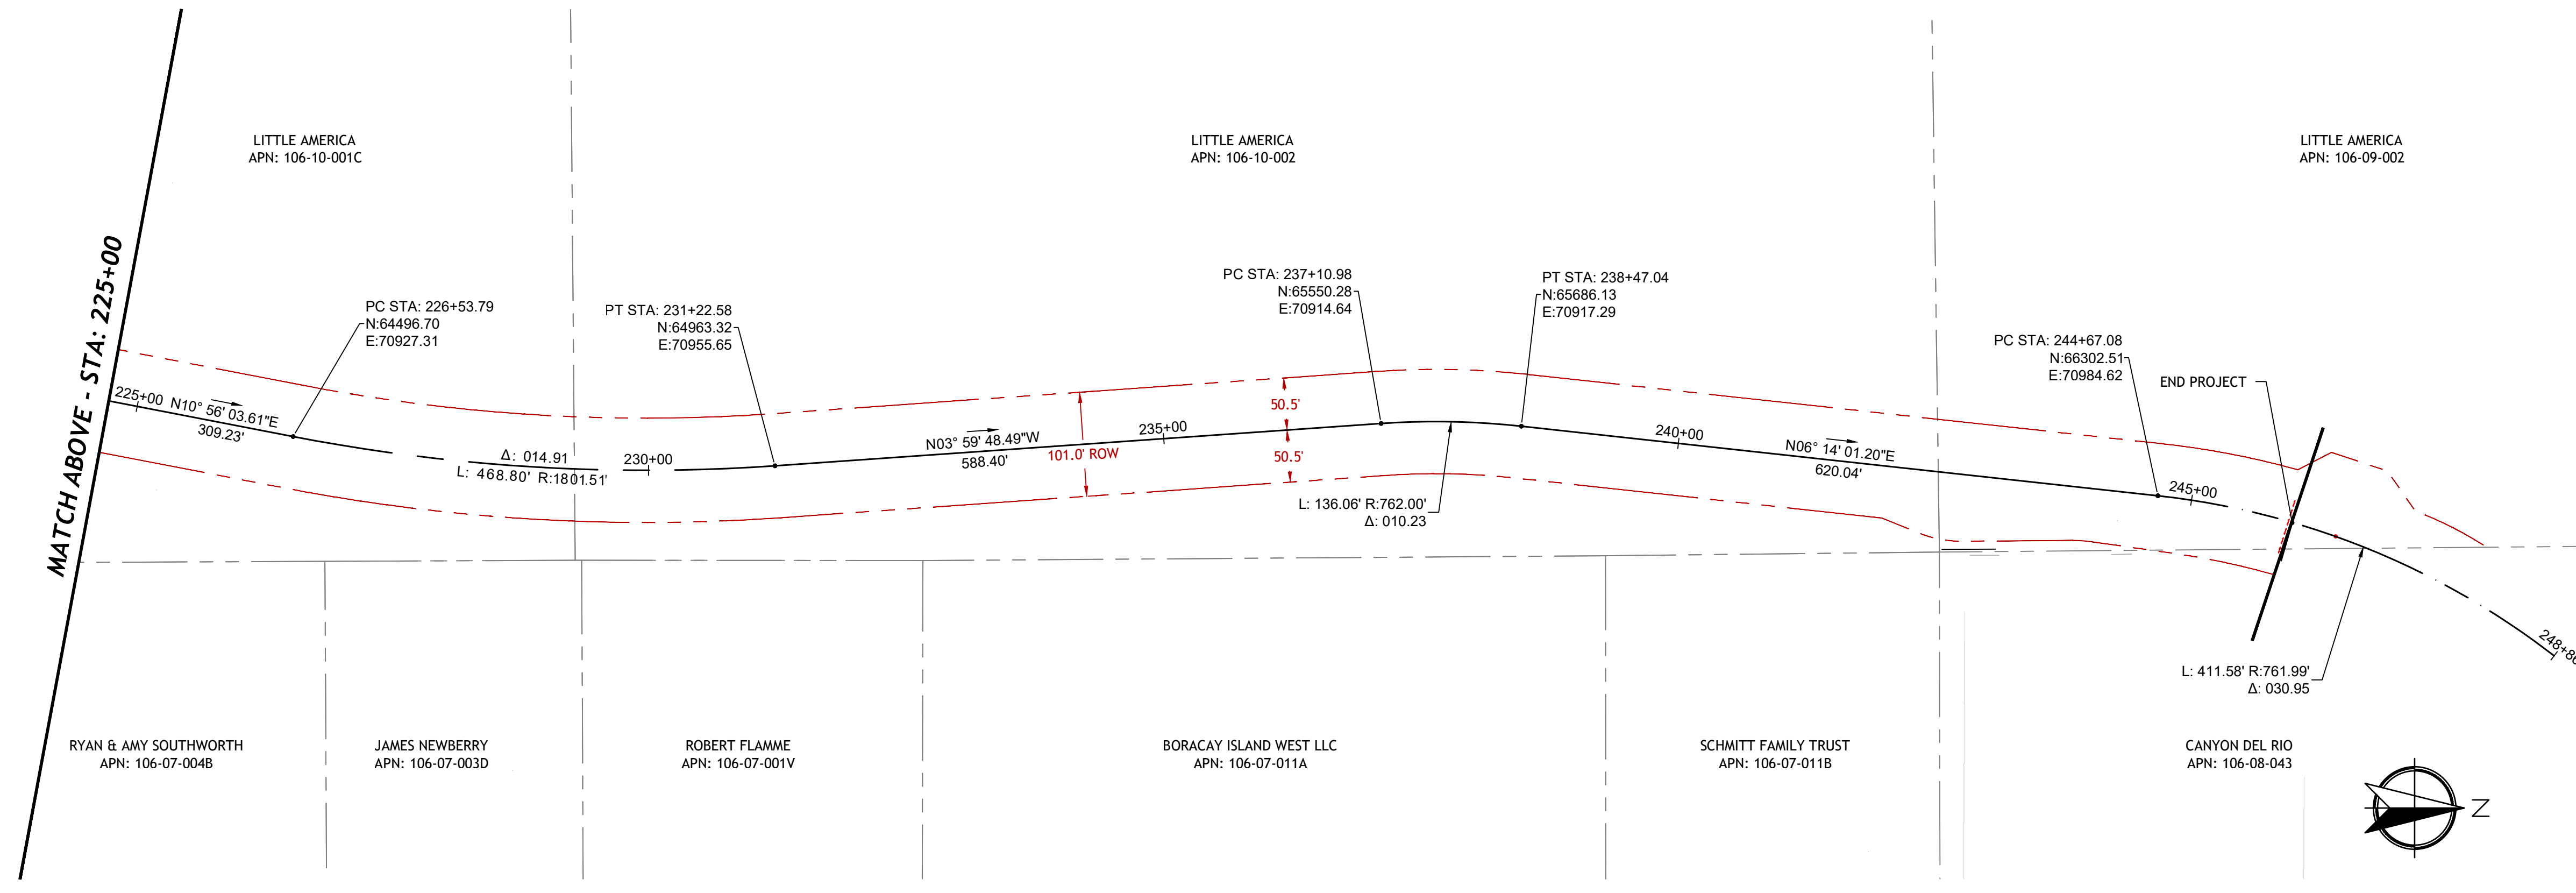 LITTLE AMERICA
APN: 106-10-001C
LITTLE AMERICA
APN: 106-10-002
LITTLE AMERICA
APN: 106-09-002
MATCH ABOVE - STA: 225+00
PC STA: 226+53.79
N:64496.70
E:70927.31
PT STA: 231+22.58
N:64963.32
E:70955.65
PC STA: 237+10.98
N:65550.28
E:70914.64
PT STA: 238+47.04
N:65686.13
E:70917.29
PC STA: 244+67.08
N:66302.51
E:70984.62
END PROJECT
225+00
N10° 56' 03.61"E
309.23'
Δ: 014.91
L: 468.80' R:1801.51'
230+00
N03° 59' 48.49"W
588.40'
101.0' ROW
235+00
50.5'
50.5'
L: 136.06' R:762.00'
Δ: 010.23
240+00
N06° 14' 01.20"E
620.04'
245+00
L: 411.58' R:761.99'
Δ: 030.95
RYAN & AMY SOUTHWORTH
APN: 106-07-004B
JAMES NEWBERRY
APN: 106-07-003D
ROBERT FLAMME
APN: 106-07-001V
BORACAY ISLAND WEST LLC
APN: 106-07-011A
SCHMITT FAMILY TRUST
APN: 106-07-011B
CANYON DEL RIO
APN: 106-08-043
N